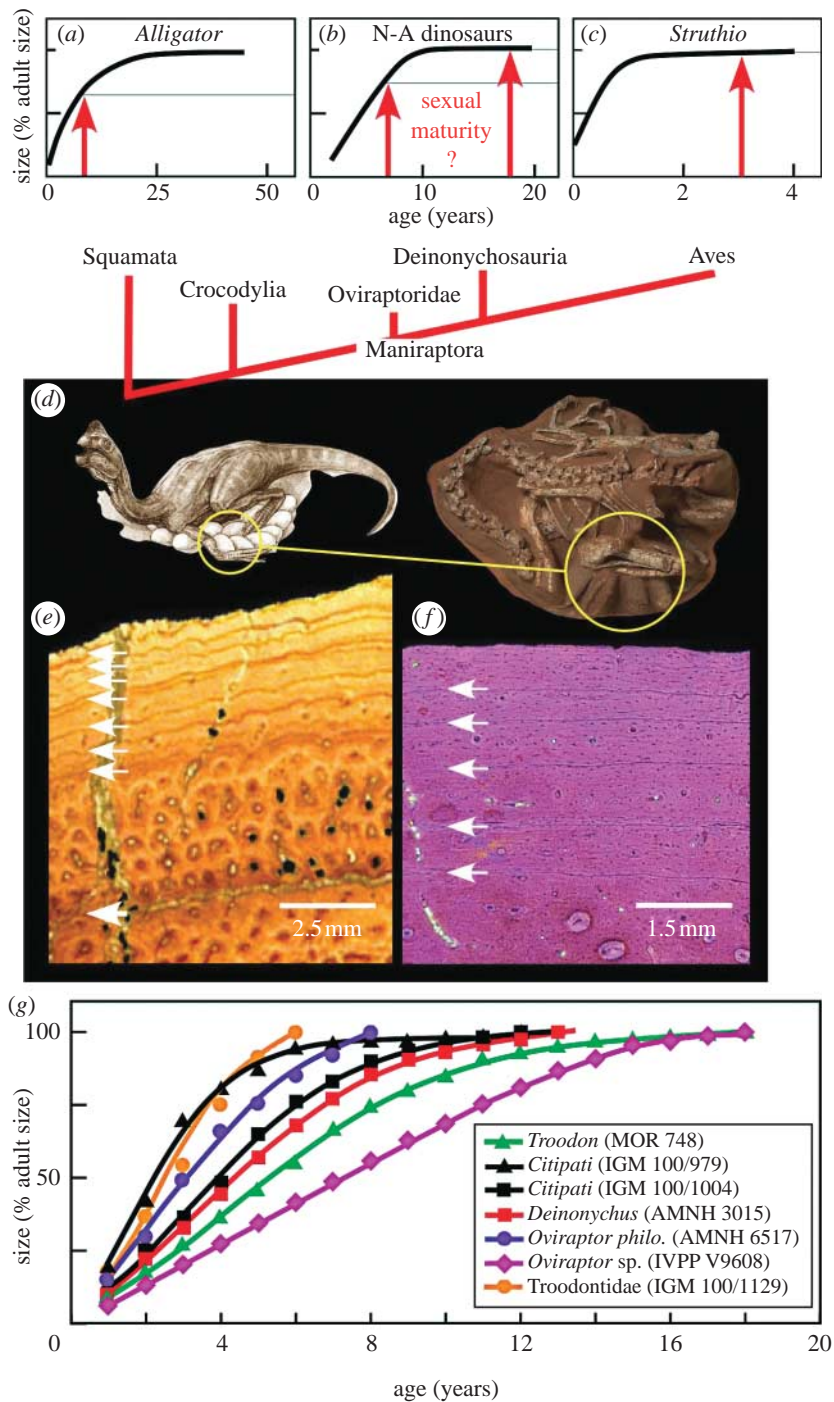 (a) Alligator
(b) N-A dinosaurs
(c) Struthio
size (% adult size)
sexual
maturity
?
0 25 50
0 10 20
0 2 4
age (years)
Squamata
Crocodylia
Oviraptoridae
Deinonychosauria
Aves
Maniraptora
(d)
(e)
2.5 mm
(f)
1.5 mm
(g)
100
50
0
size (% adult size)
Troodon (MOR 748)
Citipati (IGM 100/979)
Citipati (IGM 100/1004)
Deinonychus (AMNH 3015)
Oviraptor philo. (AMNH 6517)
Oviraptor sp. (IVPP V9608)
Troodontidae (IGM 100/1129)
4 8 12 16 20
age (years)